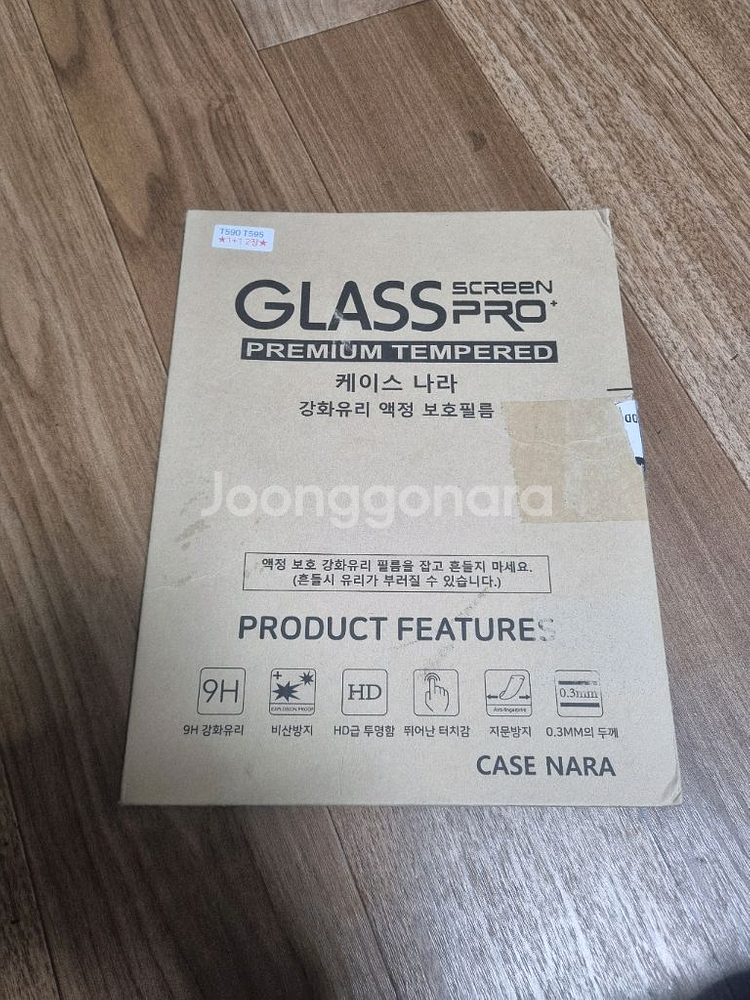 T590 T595
★1+1 2장★
GLASS SCREEN PRO+
PREMIUM TEMPERED
케이스 나라
강화유리 액정 보호필름
Joonggonara
액정 보호 강화유리 필름을 잡고 흔들지 마세요.
(흔들시 유리가 부러질 수 있습니다.)
PRODUCT FEATURES
9H
EXPLOSION PROOF
HD
Anti-fingerprint
0.3mm
9H 강화유리
비산방지
HD급 투명함
뛰어난 터치감
지문방지
0.3MM의 두께
CASE NARA